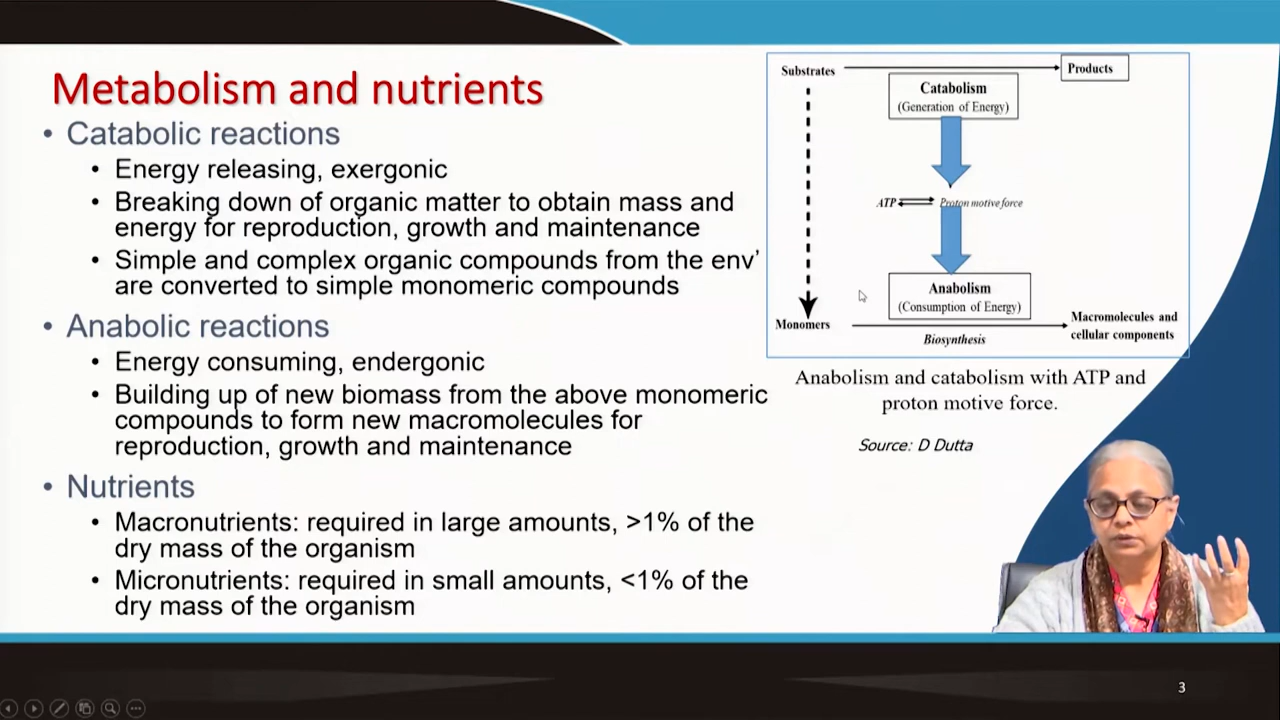 Metabolism and nutrients
• Catabolic reactions
• Energy releasing, exergonic
• Breaking down of organic matter to obtain mass and
energy for reproduction, growth and maintenance
• Simple and complex organic compounds from the env’
are converted to simple monomeric compounds
• Anabolic reactions
• Energy consuming, endergonic
• Building up of new biomass from the above monomeric
compounds to form new macromolecules for
reproduction, growth and maintenance
• Nutrients
• Macronutrients: required in large amounts, >1% of the
dry mass of the organism
• Micronutrients: required in small amounts, <1% of the
dry mass of the organism
Substrates
Products
Catabolism
(Generation of Energy)
ATP
Proton motive force
Anabolism
(Consumption of Energy)
Monomers
Biosynthesis
Macromolecules and
cellular components
Anabolism and catabolism with ATP and
proton motive force.
Source: D Dutta
3